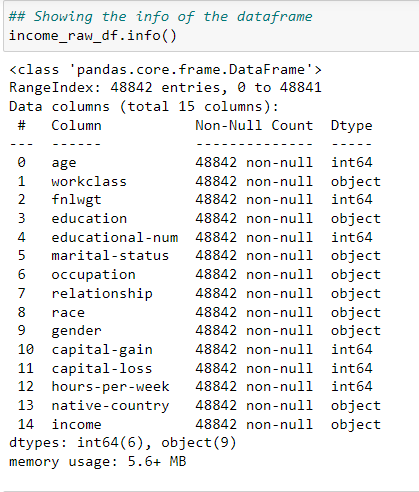 ## Showing the info of the dataframe
income_raw_df.info()
<class 'pandas.core.frame.DataFrame'>
RangeIndex: 48842 entries, 0 to 48841
Data columns (total 15 columns):
 #   Column           Non-Null Count  Dtype
---  ------           --------------  -----
 0   age              48842 non-null  int64
 1   workclass        48842 non-null  object
 2   fnlwgt           48842 non-null  int64
 3   education        48842 non-null  object
 4   educational-num  48842 non-null  int64
 5   marital-status   48842 non-null  object
 6   occupation       48842 non-null  object
 7   relationship     48842 non-null  object
 8   race             48842 non-null  object
 9   gender           48842 non-null  object
 10  capital-gain     48842 non-null  int64
 11  capital-loss     48842 non-null  int64
 12  hours-per-week   48842 non-null  int64
 13  native-country   48842 non-null  object
 14  income           48842 non-null  object
dtypes: int64(6), object(9)
memory usage: 5.6+ MB